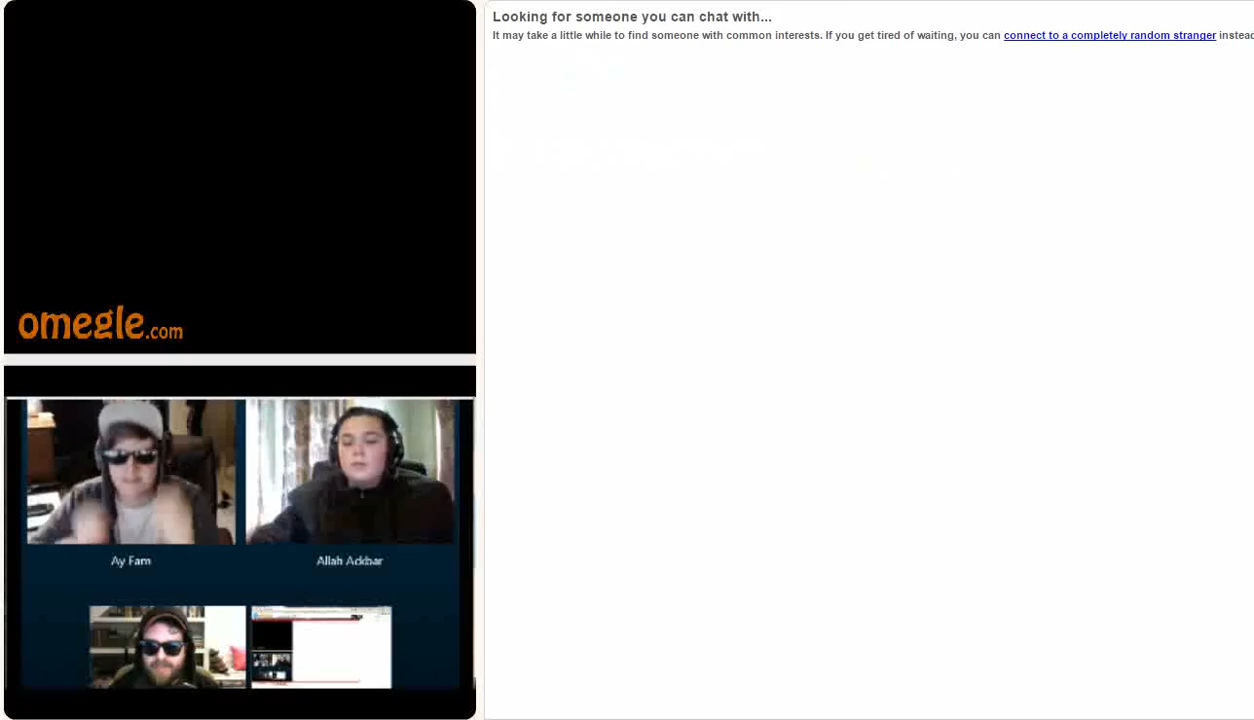 Looking for someone you can chat with...
It may take a little while to find someone with common interests. If you get tired of waiting, you can connect to a completely random stranger instead
omegle.com
Ay Fam
Allah Ackbar